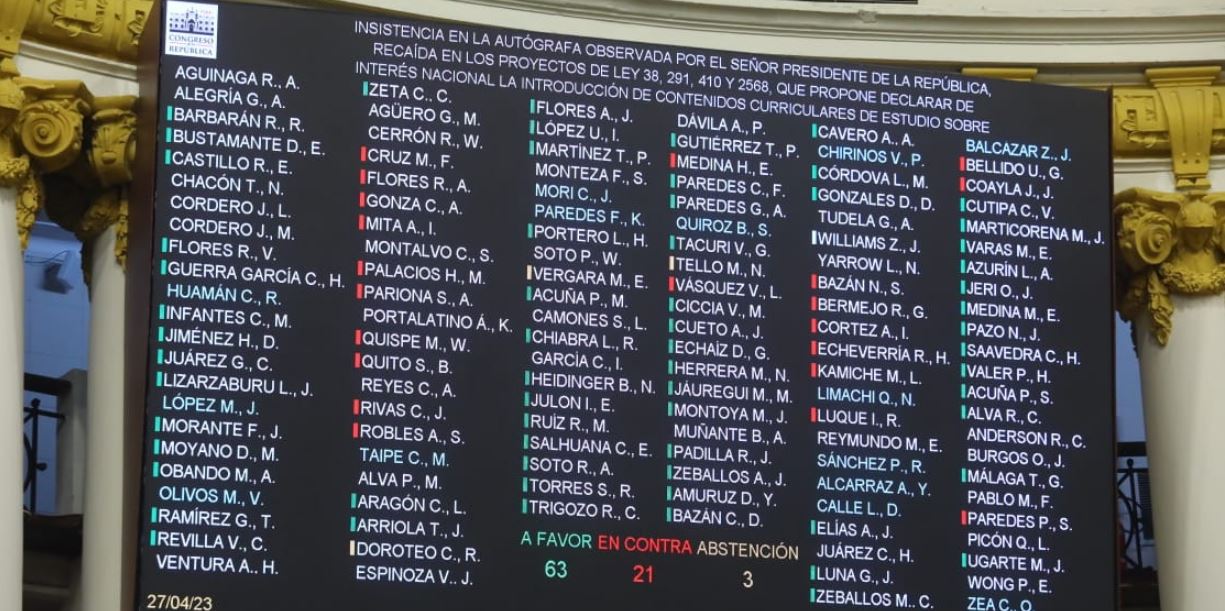 CONGRESO
REPÚBLICA
INSISTENCIA EN LA AUTÓGRAFA OBSERVADA POR EL SEÑOR PRESIDENTE DE LA REPÚBLICA,
RECAÍDA EN LOS PROYECTOS DE LEY 38, 291, 410 Y 2568, QUE PROPONE DECLARAR DE
INTERÉS NACIONAL LA INTRODUCCIÓN DE CONTENIDOS CURRICULARES DE ESTUDIO SOBRE
AGUINAGA R., A.
ALEGRÍA G., A.
BARBARÁN R., R.
BUSTAMANTE D., E.
CASTILLO R., E.
CHACÓN T., N.
CORDERO J., L.
CORDERO J., M.
FLORES R., V.
GUERRA GARCÍA C., H.
HUAMÁN C., R.
INFANTES C., M.
JIMÉNEZ H., D.
JUÁREZ G., C.
LIZARZABURU L., J.
LÓPEZ M., J.
MORANTE F., J.
MOYANO D., M.
OBANDO M., A.
OLIVOS M., V.
RAMÍREZ G., T.
REVILLA V., C.
VENTURA A., H.
ZETA C., C.
AGÜERO G., M.
CERRÓN R., W.
CRUZ M., F.
FLORES R., A.
GONZA C., A.
MITA A., I.
MONTALVO C., S.
PALACIOS H., M.
PARIONA S., A.
PORTALATINO Á., K.
QUISPE M., W.
QUITO S., B.
REYES C., A.
RIVAS C., J.
ROBLES A., S.
TAIPE C., M.
ALVA P., M.
ARAGÓN C., L.
ARRIOLA T., J.
DOROTEO C., R.
ESPINOZA V., J.
FLORES A., J.
LÓPEZ U., I.
MARTÍNEZ T., P.
MONTEZA F., S.
MORI C., J.
PAREDES F., K.
PORTERO L., H.
SOTO P., W.
VERGARA M., E.
ACUÑA P., M.
CAMONES S., L.
CHIABRA L., R.
GARCÍA C., I.
HEIDINGER B., N.
JULON I., E.
RUÍZ R., M.
SALHUANA C., E.
SOTO R., A.
TORRES S., R.
TRIGOZO R., C.
DÁVILA A., P.
GUTIÉRREZ T., P.
MEDINA H., E.
PAREDES C., F.
PAREDES G., A.
QUIROZ B., S.
TACURI V., G.
TELLO M., N.
VÁSQUEZ V., L.
CICCIA V., M.
CUETO A., J.
ECHAÍZ D., G.
HERRERA M., N.
JÁUREGUI M., M.
MONTOYA M., J.
MUÑANTE B., A.
PADILLA R., J.
ZEBALLOS A., J.
AMURUZ D., Y.
BAZÁN C., D.
CAVERO A., A.
CHIRINOS V., P.
CÓRDOVA L., M.
GONZALES D., D.
TUDELA G., A.
WILLIAMS Z., J.
YARROW L., N.
BAZÁN N., S.
BERMEJO R., G.
CORTEZ A., I.
ECHEVERRÍA R., H.
KAMICHE M., L.
LIMACHI Q., N.
LUQUE I., R.
REYMUNDO M., E.
SÁNCHEZ P., R.
ALCARRAZ A., Y.
CALLE L., D.
ELÍAS A., J.
JUÁREZ C., H.
LUNA G., J.
ZEBALLOS M., C.
BALCAZAR Z., J.
BELLIDO U., G.
COAYLA J., J.
CUTIPA C., V.
MARTICORENA M., J.
VARAS M., E.
AZURÍN L., A.
JERI O., J.
MEDINA M., E.
PAZO N., J.
SAAVEDRA C., H.
VALER P., H.
ACUÑA P., S.
ALVA R., C.
ANDERSON R., C.
BURGOS O., J.
MÁLAGA T., G.
PABLO M., F.
PAREDES P., S.
PICÓN Q., L.
UGARTE M., J.
WONG P., E.
ZEA C., O.
A FAVOR EN CONTRA ABSTENCIÓN
63 21 3
27/04/23